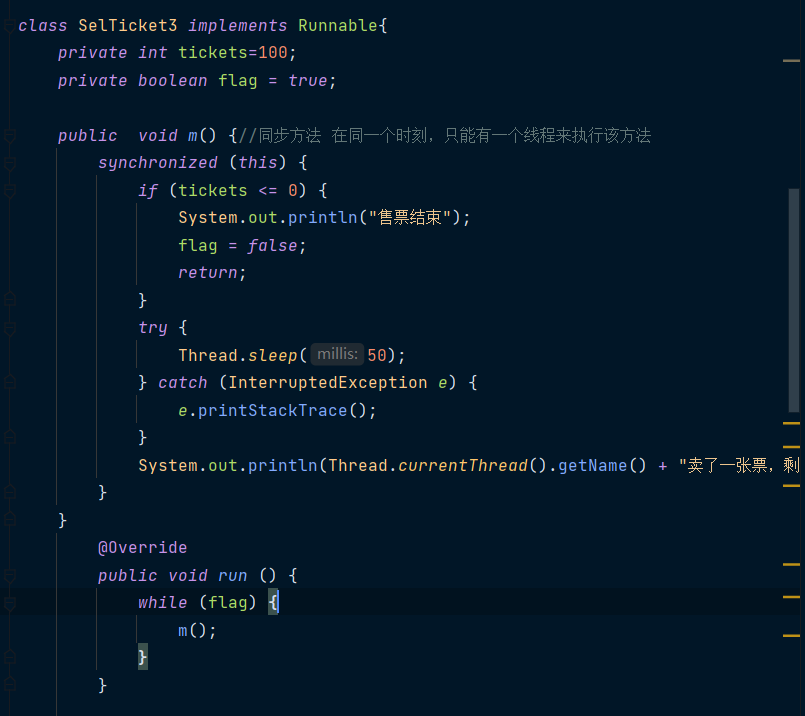 class SelTicket3 implements Runnable{
    private int tickets=100;
    private boolean flag = true;

    public  void m() {//同步方法 在同一个时刻，只能有一个线程来执行该方法
        synchronized (this) {
            if (tickets <= 0) {
                System.out.println("售票结束");
                flag = false;
                return;
            }
            try {
                Thread.sleep( millis: 50);
            } catch (InterruptedException e) {
                e.printStackTrace();
            }
            System.out.println(Thread.currentThread().getName() + "卖了一张票，剩
        }
    }
        @Override
        public void run () {
            while (flag) {
                m();
            }
        }